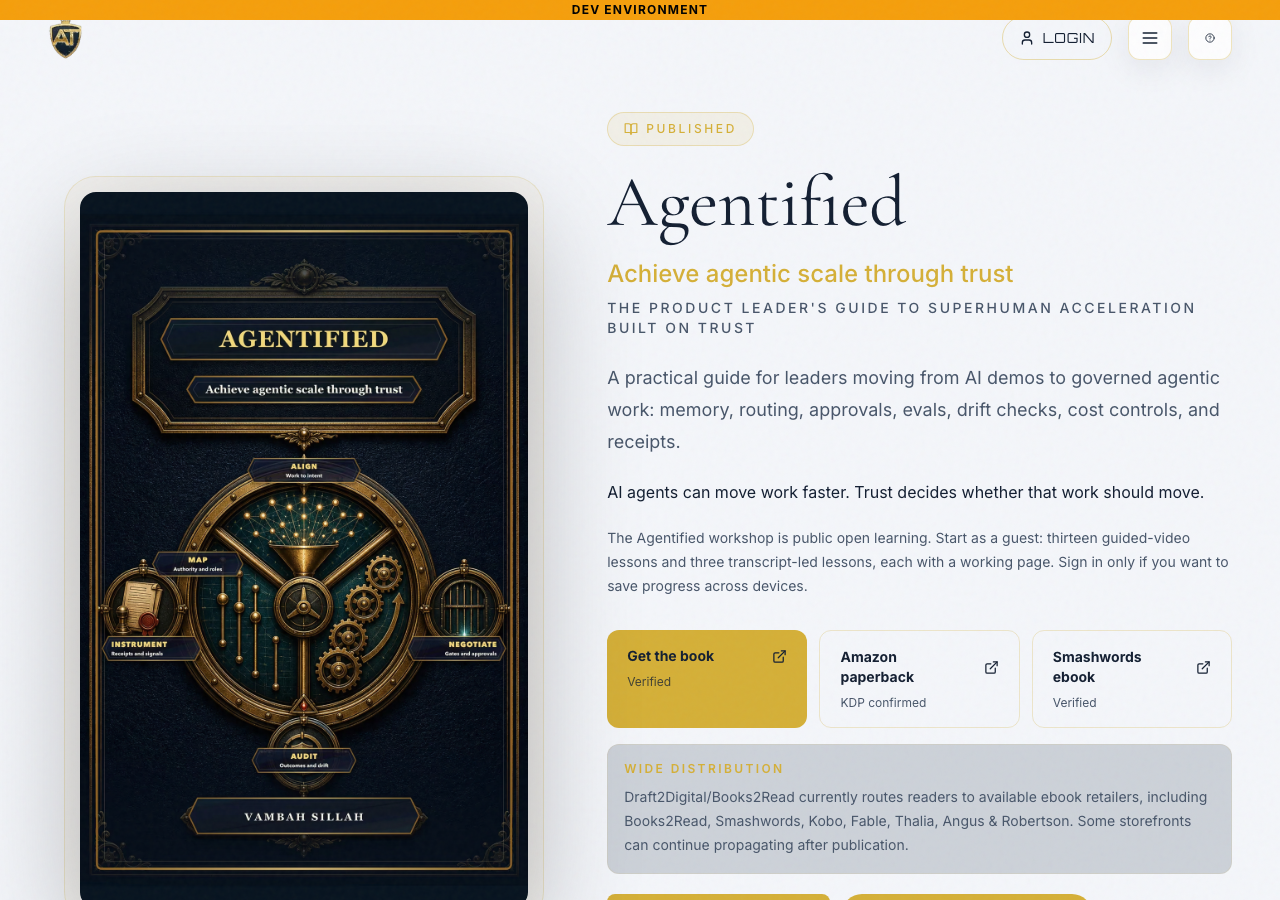 DEV ENVIRONMENT
AT
LOGIN
PUBLISHED
Agentified
Achieve agentic scale through trust
THE PRODUCT LEADER'S GUIDE TO SUPERHUMAN ACCELERATION
BUILT ON TRUST
A practical guide for leaders moving from AI demos to governed agentic
work: memory, routing, approvals, evals, drift checks, cost controls, and
receipts.
AI agents can move work faster. Trust decides whether that work should move.
The Agentified workshop is public open learning. Start as a guest: thirteen guided-video
lessons and three transcript-led lessons, each with a working page. Sign in only if you want to
save progress across devices.
Get the book
Verified
Amazon
paperback
KDP confirmed
Smashwords
ebook
Verified
WIDE DISTRIBUTION
Draft2Digital/Books2Read currently routes readers to available ebook retailers, including
Books2Read, Smashwords, Kobo, Fable, Thalia, Angus & Robertson. Some storefronts
can continue propagating after publication.
AGENTIFIED
Achieve agentic scale through trust
ALIGN
Work to intent
MAP
Authority and roles
INSTRUMENT
Receipts and signals
NEGOTIATE
Gates and approvals
AUDIT
Outcomes and drift
VAMBAH SILLAH